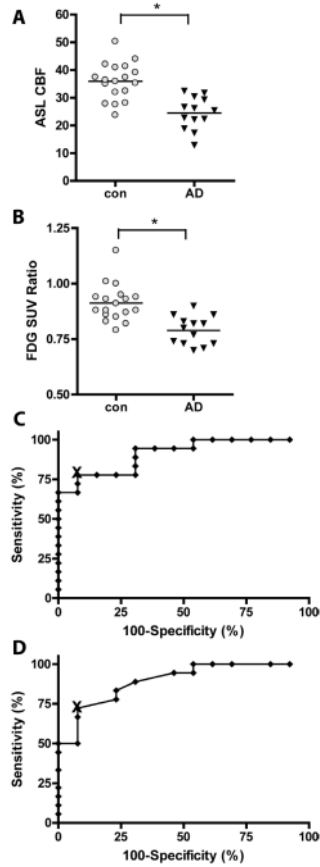 A
*
60
50
40
30
20
10
0
ASL CBF
con AD
B
*
1.25
1.00
0.75
0.50
FDG SUV Ratio
con AD
C
100
75
50
25
0
Sensitivity (%)
X
0 25 50 75 100
100-Specificity (%)
D
100
75
50
25
0
Sensitivity (%)
X
0 25 50 75 100
100-Specificity (%)